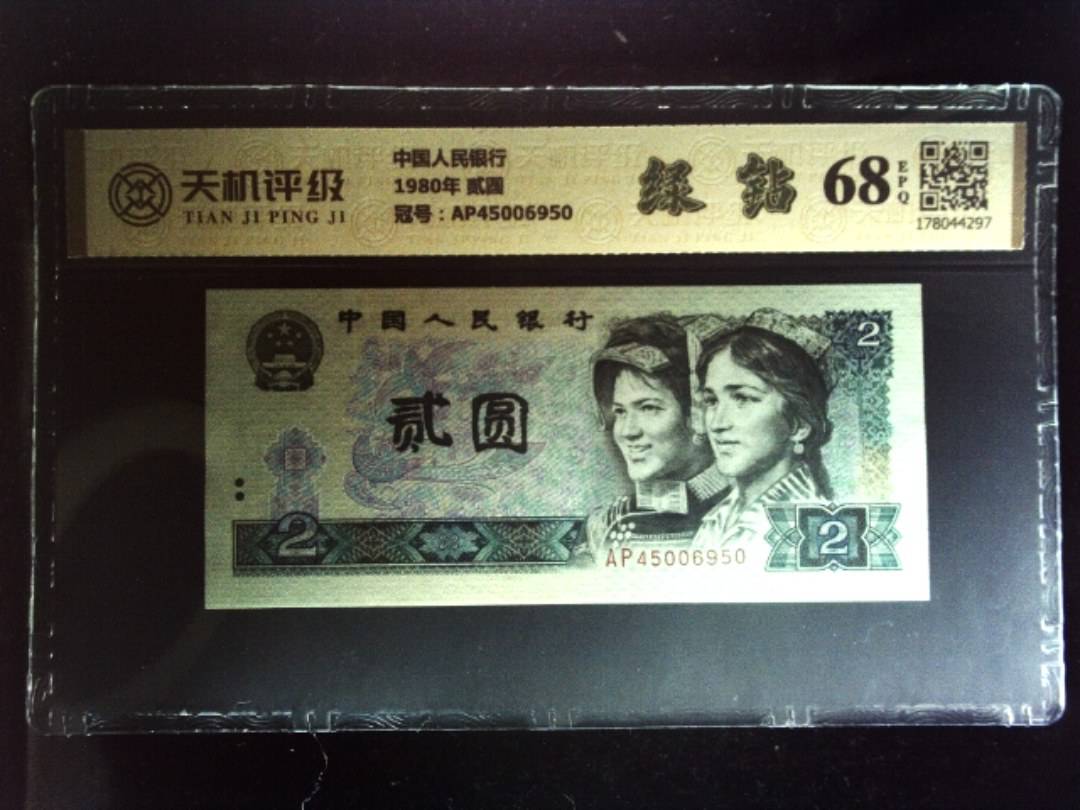 天机评级
TIAN JI PING JI
中国人民银行
1980年 贰圆
冠号：AP45006950
绿 钻
68
EPQ
178044297
中国人民银行
2
贰圆
2
AP45006950
2